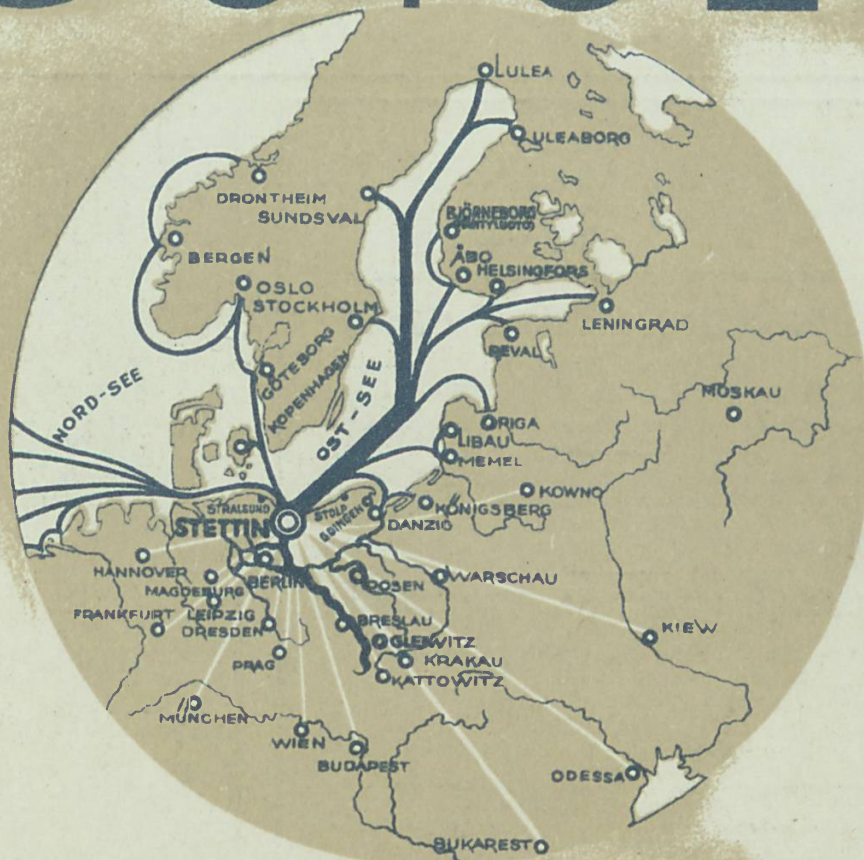 LULEA
ULEABORG
DRONTHEIM
SUNDSVAL
BJÖRNEBORG
(MÄNTYLUOTO)
BERGEN
ÅBO
HELSINGFORS
OSLO
STOCKHOLM
LENINGRAD
REVAL
GÖTEBORG
KOPENHAGEN
NORD-SEE
OST-SEE
MOSKAU
RIGA
LIBAU
MEMEL
KOWNO
KÖNIGSBERG
STRALSUND
STOLP
GDINGEN
DANZIG
STETTIN
HANNOVER
BERLIN
POSEN
WARSCHAU
MAGDEBURG
FRANKFURT
LEIPZIG
DRESDEN
BRESLAU
KIEW
GLEIWITZ
PRAG
KRAKAU
KATTOWITZ
MÜNCHEN
WIEN
BUDAPEST
ODESSA
BUKAREST